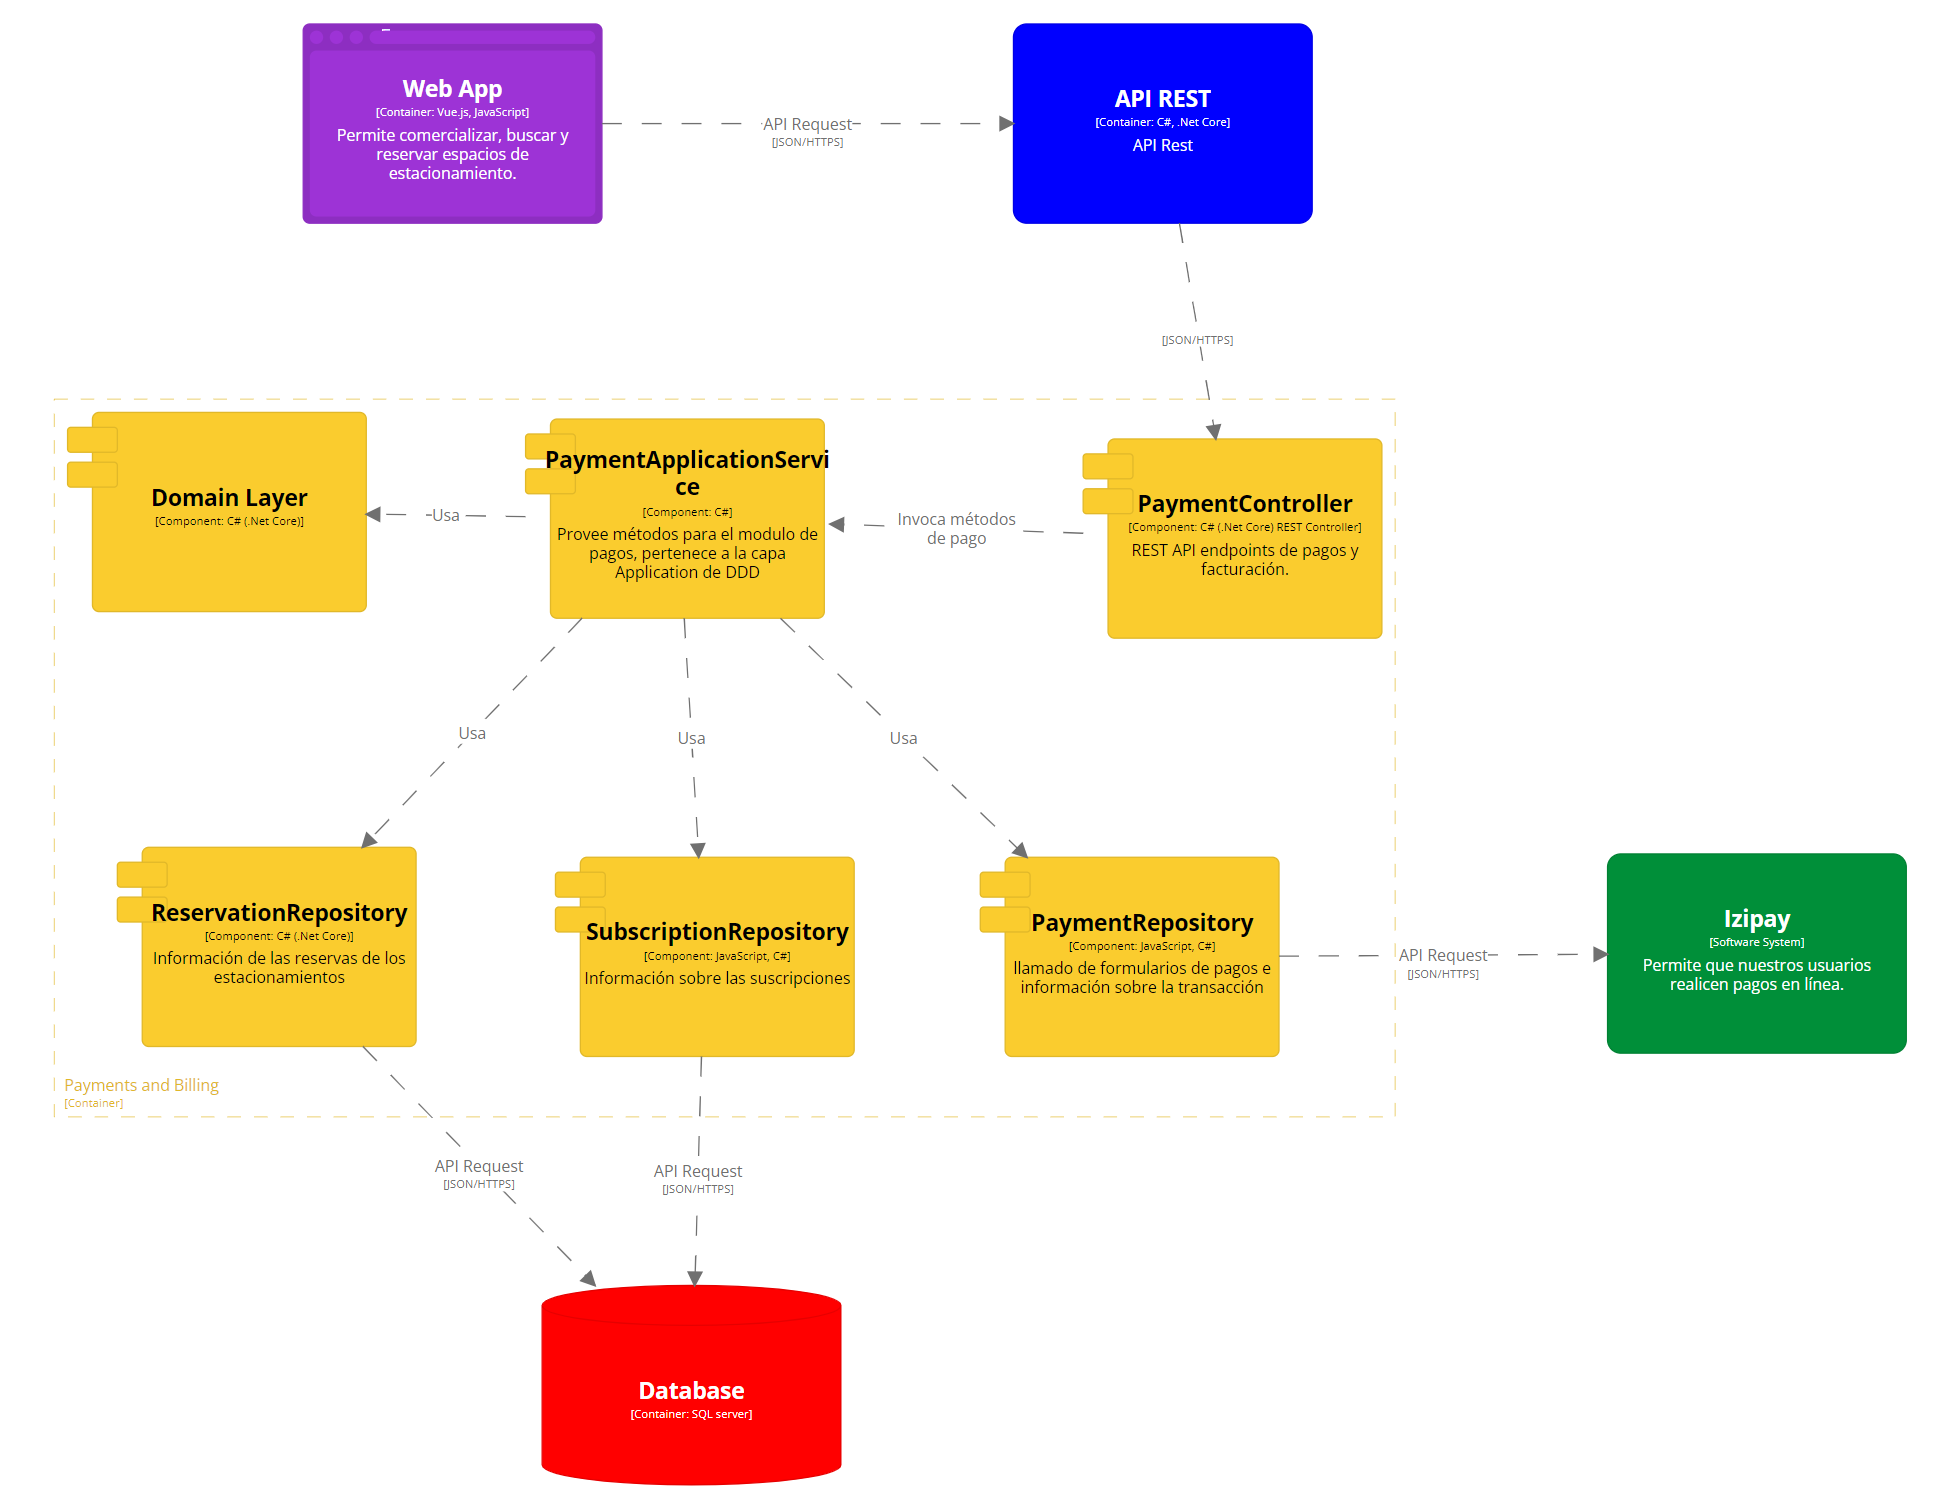 Web App
[Container: Vue.js, JavaScript]
Permite comercializar, buscar y
reservar espacios de
estacionamiento.
API Request
[JSON/HTTPS]
API REST
[Container: C#, .Net Core]
API Rest
[JSON/HTTPS]
Domain Layer
[Component: C# (.Net Core)]
Usa
PaymentApplicationServi
ce
[Component: C#]
Provee métodos para el modulo de
pagos, pertenece a la capa
Application de DDD
Invoca métodos
de pago
PaymentController
[Component: C# (.Net Core) REST Controller]
REST API endpoints de pagos y
facturación.
Usa
Usa
Usa
ReservationRepository
[Component: C# (.Net Core)]
Información de las reservas de los
estacionamientos
SubscriptionRepository
[Component: JavaScript, C#]
Información sobre las suscripciones
PaymentRepository
[Component: JavaScript, C#]
llamado de formularios de pagos e
información sobre la transacción
API Request
[JSON/HTTPS]
Izipay
[Software System]
Permite que nuestros usuarios
realicen pagos en línea.
Payments and Billing
[Container]
API Request
[JSON/HTTPS]
API Request
[JSON/HTTPS]
Database
[Container: SQL server]